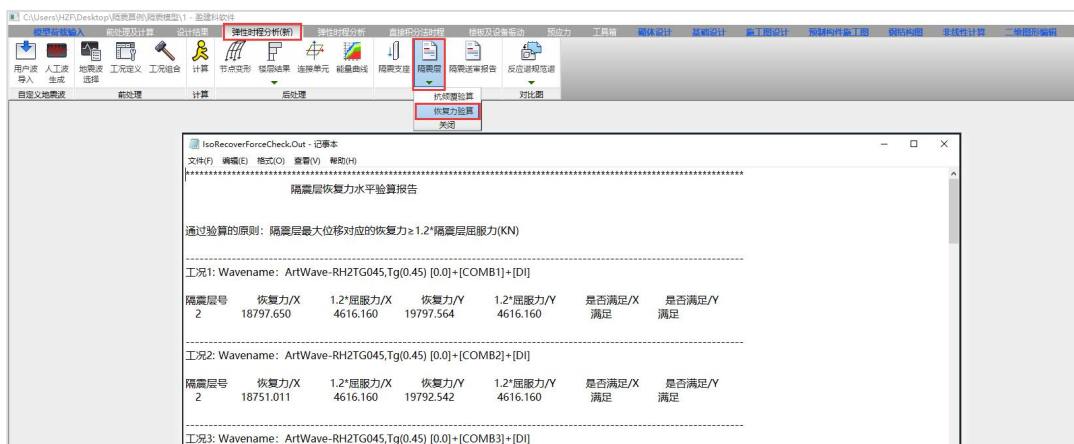 C:\Users\HZF\Desktop\隔震算例\隔震模型\1 - 盈建科软件
模型荷载输入 前处理及计算 设计结果 弹性时程分析(新) 弹性时程分析 直接积分法时程 楼板及设备振动 预应力 工具箱 砌体设计 基础设计 施工图设计 预制构件施工图 钢结构图 非线性计算 二维图形编辑
用户波导入 人工波生成 地震波选择 工况定义 工况组合 计算 节点变形 楼层结果 连接单元 能量曲线 隔震支座 隔震层 隔震送审报告 反应谱规范谱
自定义地震波 前处理 计算 后处理 对比图
抗倾覆验算
恢复力验算
关闭
IsoRecoverForceCheck.Out - 记事本
文件(F) 编辑(E) 格式(O) 查看(V) 帮助(H)
隔震层恢复力水平验算报告
通过验算的原则：隔震层最大位移对应的恢复力≥1.2*隔震层屈服力(KN)
工况1: Wavename：ArtWave-RH2TG045,Tg(0.45) [0.0]+[COMB1]+[DI]
隔震层号 恢复力/X 1.2*屈服力/X 恢复力/Y 1.2*屈服力/Y 是否满足/X 是否满足/Y
2 18797.650 4616.160 19797.564 4616.160 满足 满足
工况2: Wavename：ArtWave-RH2TG045,Tg(0.45) [0.0]+[COMB2]+[DI]
隔震层号 恢复力/X 1.2*屈服力/X 恢复力/Y 1.2*屈服力/Y 是否满足/X 是否满足/Y
2 18751.011 4616.160 19792.542 4616.160 满足 满足
工况3: Wavename：ArtWave-RH2TG045,Tg(0.45) [0.0]+[COMB3]+[DI]